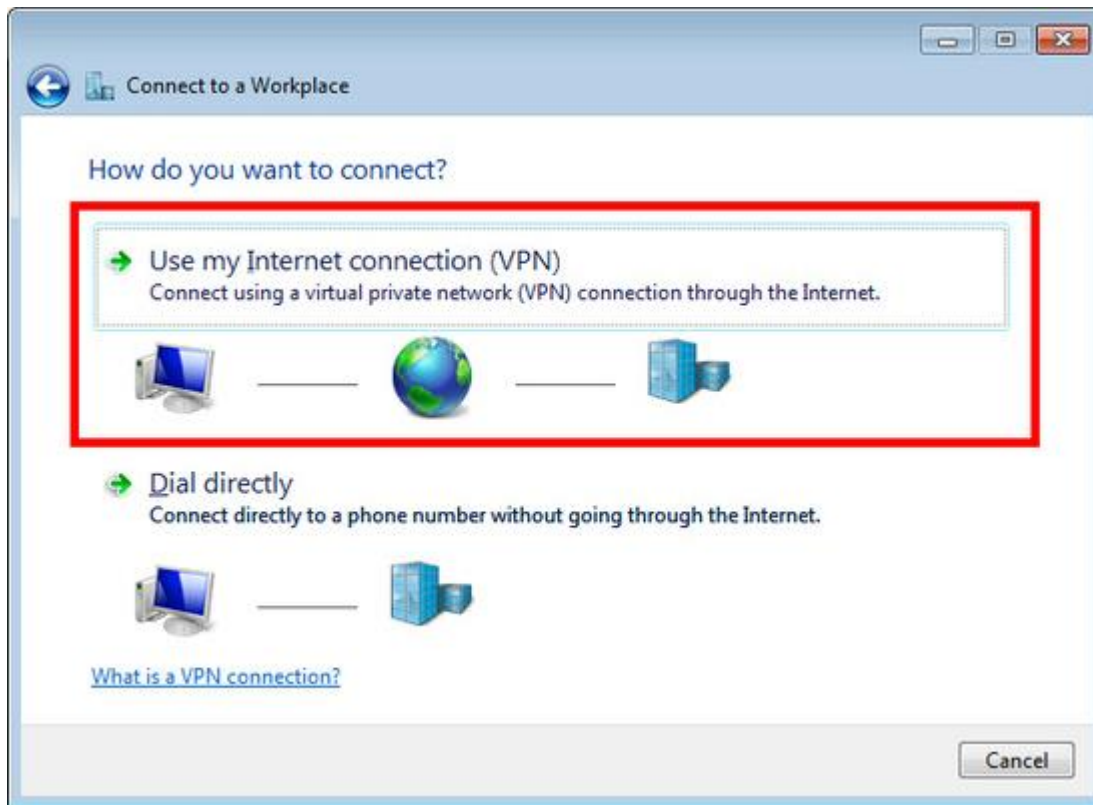 Connect to a Workplace
How do you want to connect?
Use my Internet connection (VPN)
Connect using a virtual private network (VPN) connection through the Internet.
Dial directly
Connect directly to a phone number without going through the Internet.
What is a VPN connection?
Cancel